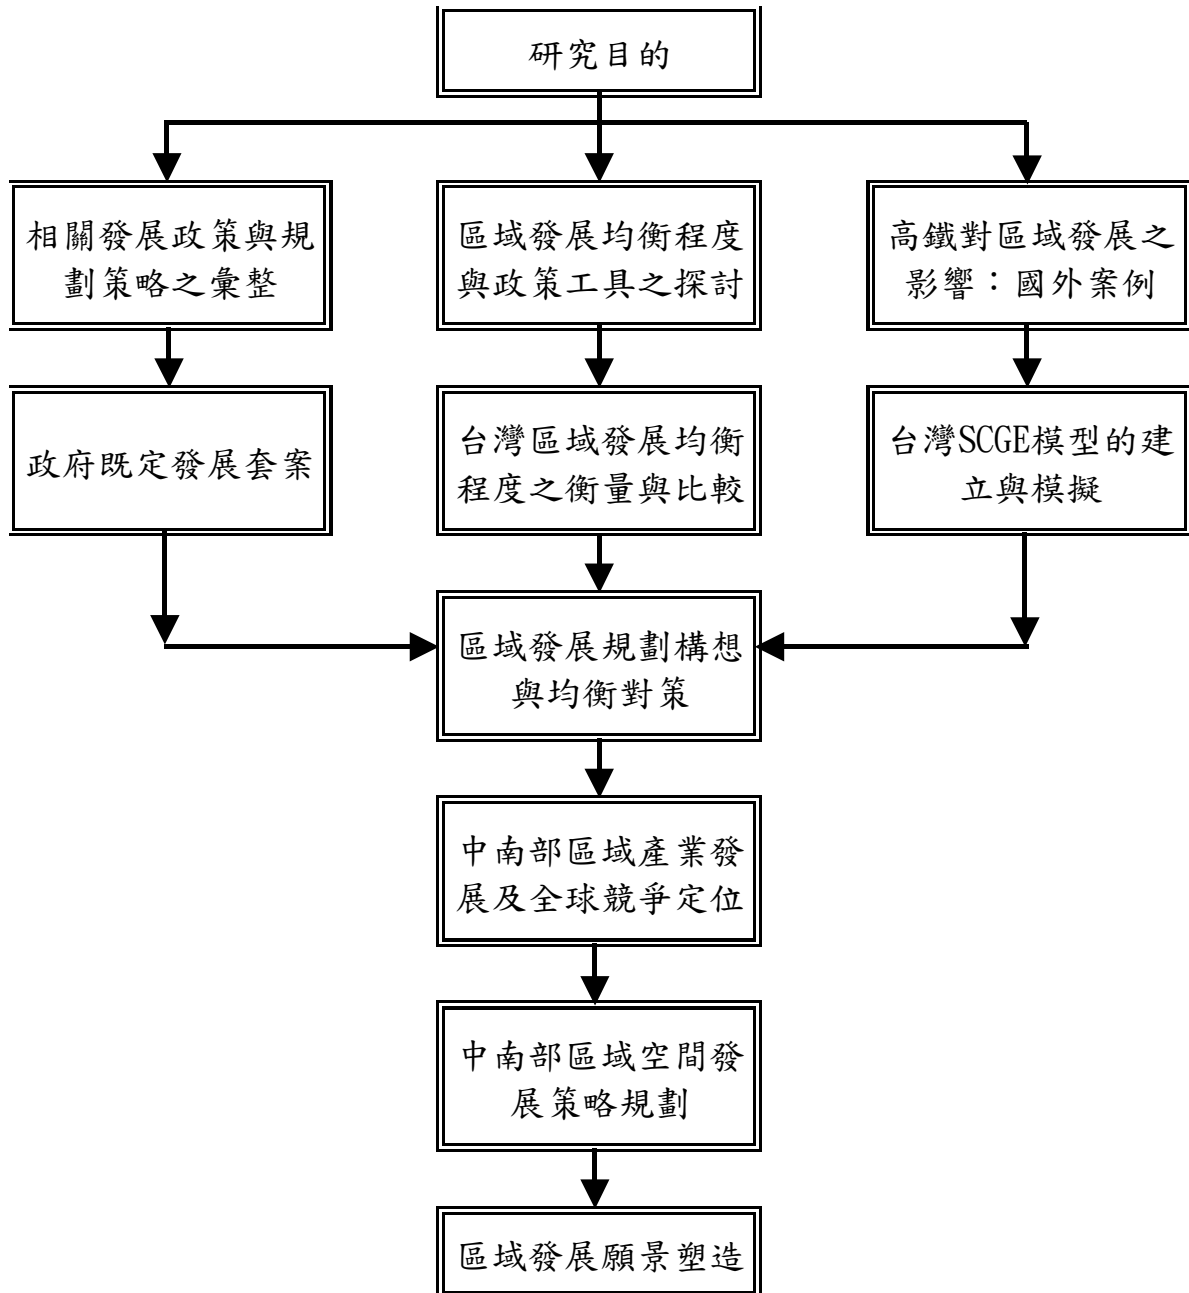 研究目的
相關發展政策與規
劃策略之彙整
區域發展均衡程度
與政策工具之探討
高鐵對區域發展之
影響：國外案例
政府既定發展套案
台灣區域發展均衡
程度之衡量與比較
台灣SCGE模型的建
立與模擬
區域發展規劃構想
與均衡對策
中南部區域產業發
展及全球競爭定位
中南部區域空間發
展策略規劃
區域發展願景塑造